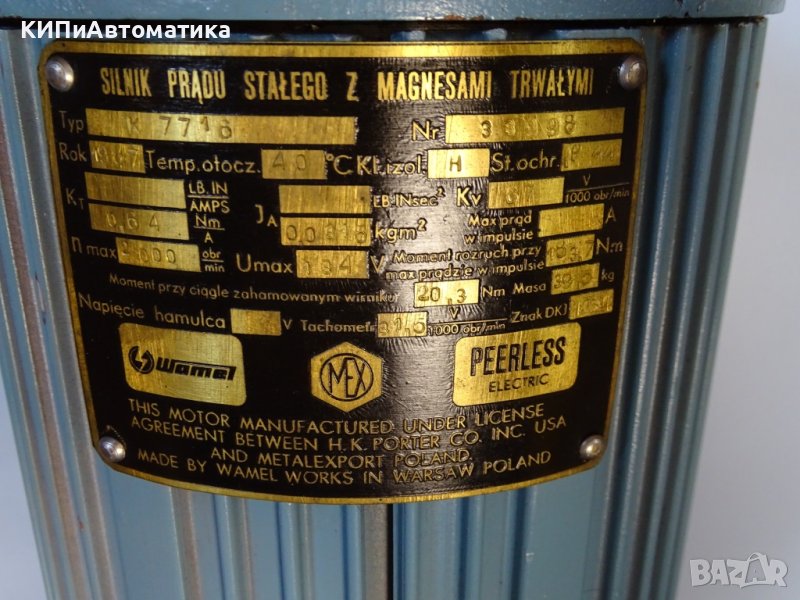 КИПиАвтоматика
SILNIK PRĄDU STAŁEGO Z MAGNESAMI TRWAŁYMI
Typ K 7716 Nr
Rok Temp. otocz. 40 °C Kl.izol. H St.ochr.
KT LB.IN AMPS JA LB.INsec² KV V 1000 obr/min
0,64 Nm A kgm² Max prąd w impulsie A
n max obr min Umax V Moment rozruch przy max prądzie w impulsie Nm
Moment przy ciągle zahamowanym wirniku 20,3 Nm Masa kg
Napięcie hamulca V Tachometr V 1000 obr/min Znak DKJ
Wamel
MEX
PEERLESS
ELECTRIC
THIS MOTOR MANUFACTURED UNDER LICENSE
AGREEMENT BETWEEN H.K. PORTER CO. INC. USA
AND METALEXPORT POLAND.
MADE BY WAMEL WORKS IN WARSAW POLAND
BAZAR